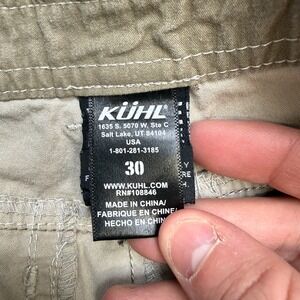 KÜHL
1635 S. 5070 W. Ste C
Salt Lake, UT 84104
USA
1-801-281-3185
30
WWW.KUHL.COM
RN#108846
MADE IN CHINA/
FABRIQUE EN CHINE/
HECHO EN CHIN